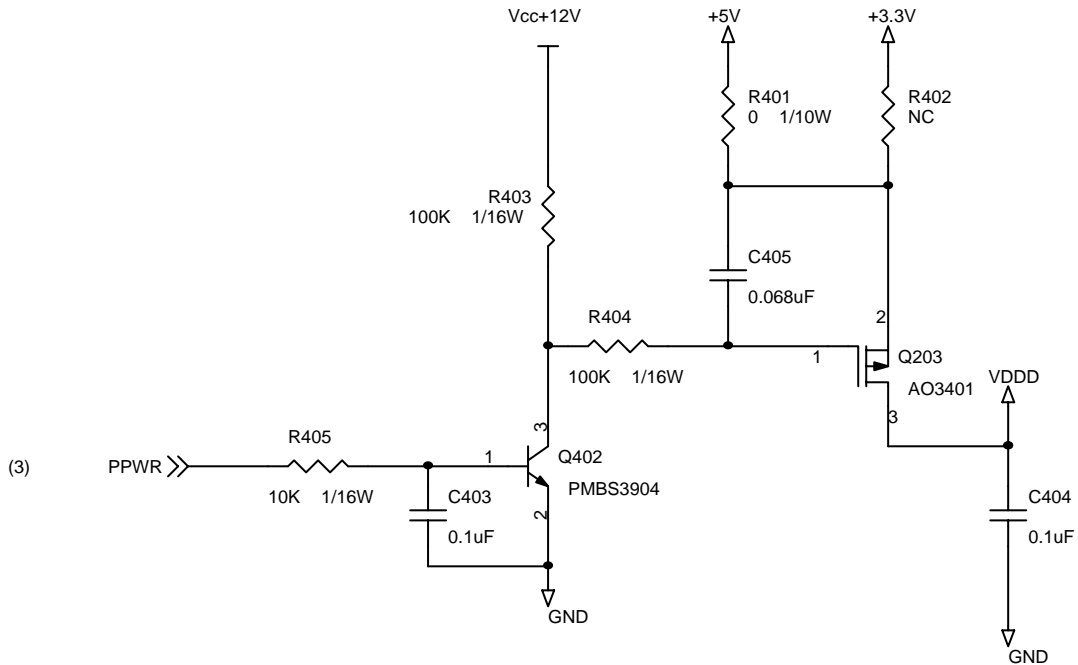 Vcc+12V
+5V
+3.3V
R401
0 1/10W
R402
NC
R403
100K 1/16W
C405
0.068uF
R404
100K 1/16W
2
1
Q203
AO3401
3
VDDD
(3)
PPWR
R405
10K 1/16W
1
3
Q402
PMBS3904
2
C403
0.1uF
C404
0.1uF
GND
GND